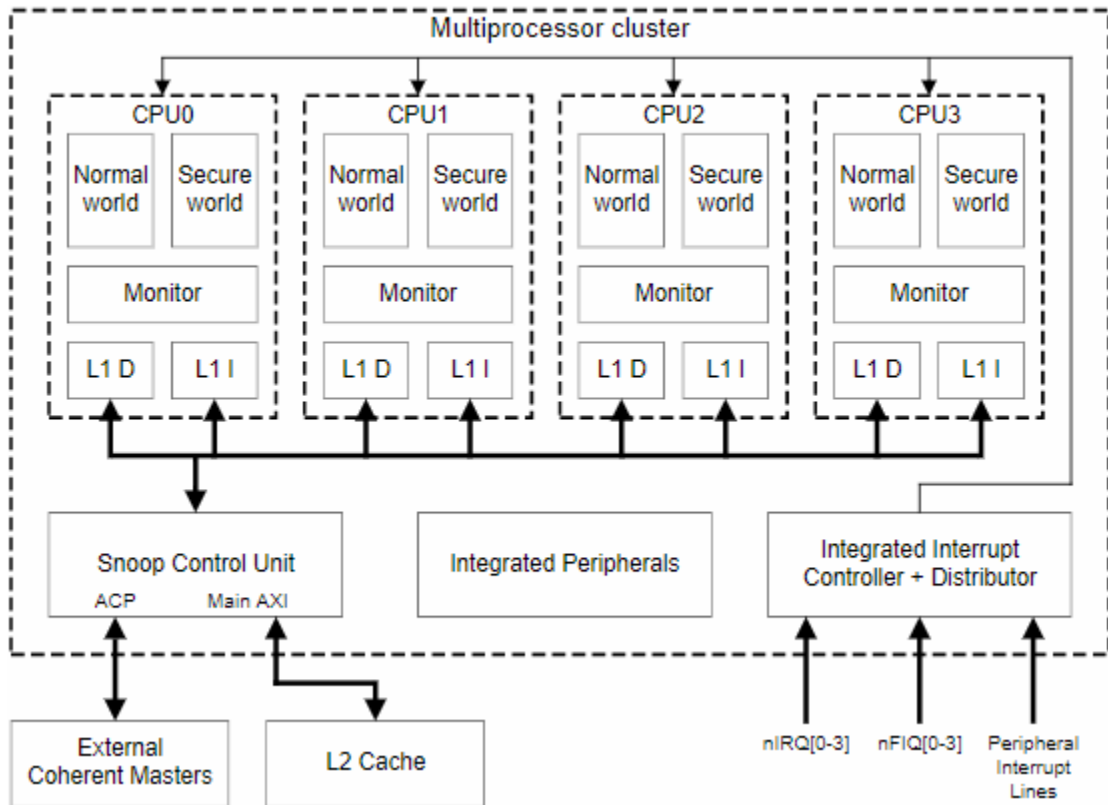 Multiprocessor cluster
CPU0
CPU1
CPU2
CPU3
Normal world
Secure world
Normal world
Secure world
Normal world
Secure world
Normal world
Secure world
Monitor
Monitor
Monitor
Monitor
L1 D
L1 I
L1 D
L1 I
L1 D
L1 I
L1 D
L1 I
Snoop Control Unit
ACP
Main AXI
Integrated Peripherals
Integrated Interrupt
Controller + Distributor
External
Coherent Masters
L2 Cache
nIRQ[0-3]
nFIQ[0-3]
Peripheral
Interrupt
Lines